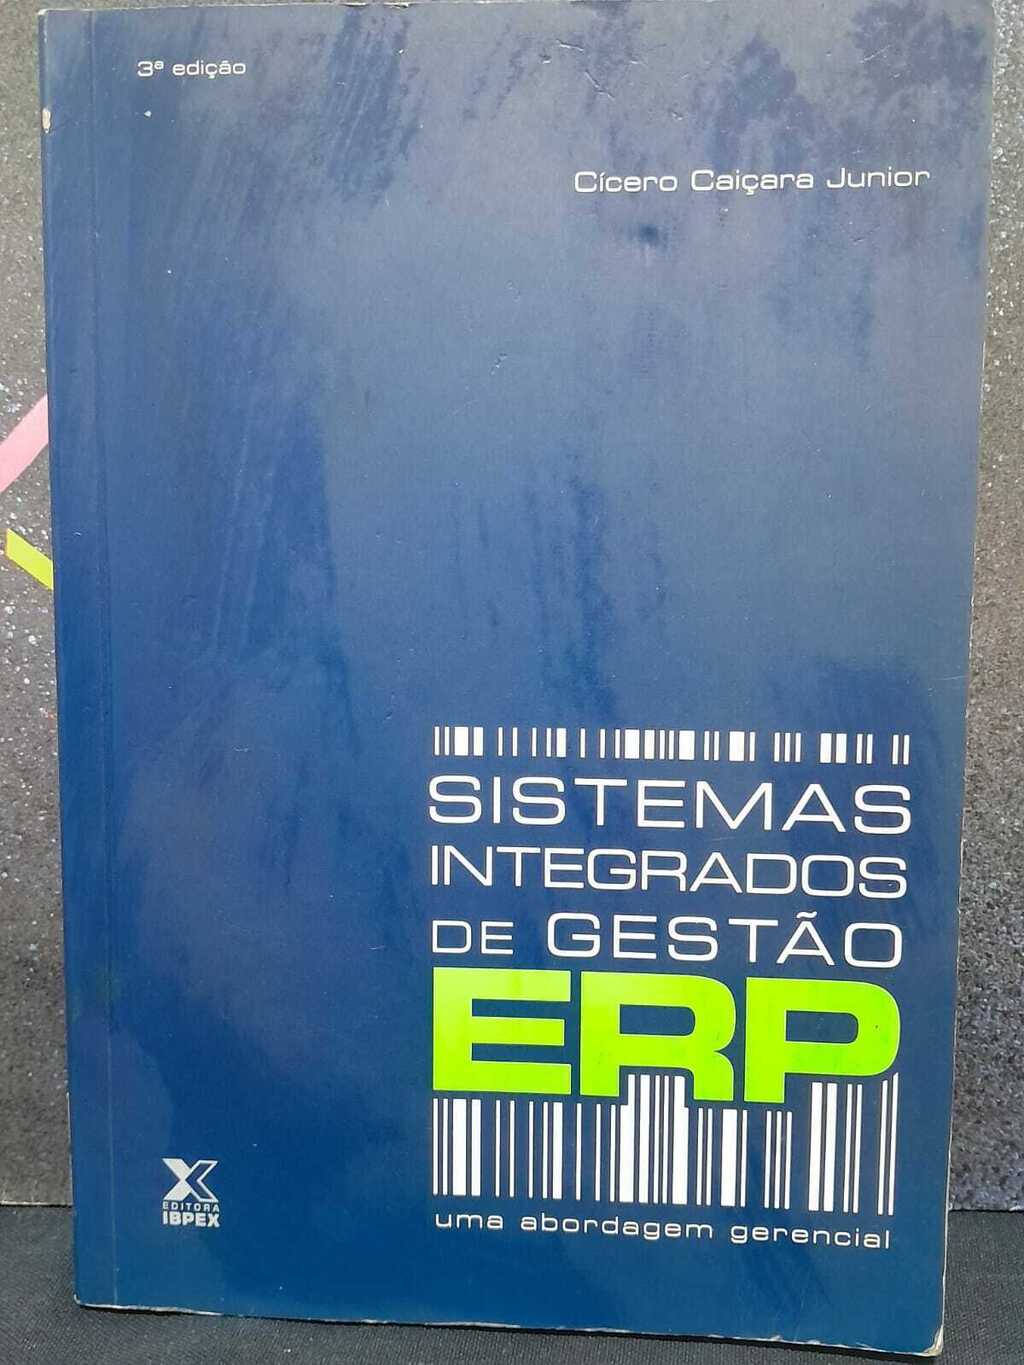 3ª edição
Cícero Caiçara Junior
SISTEMAS
INTEGRADOS
DE GESTÃO
ERP
uma abordagem gerencial
EDITORA
IBPEX